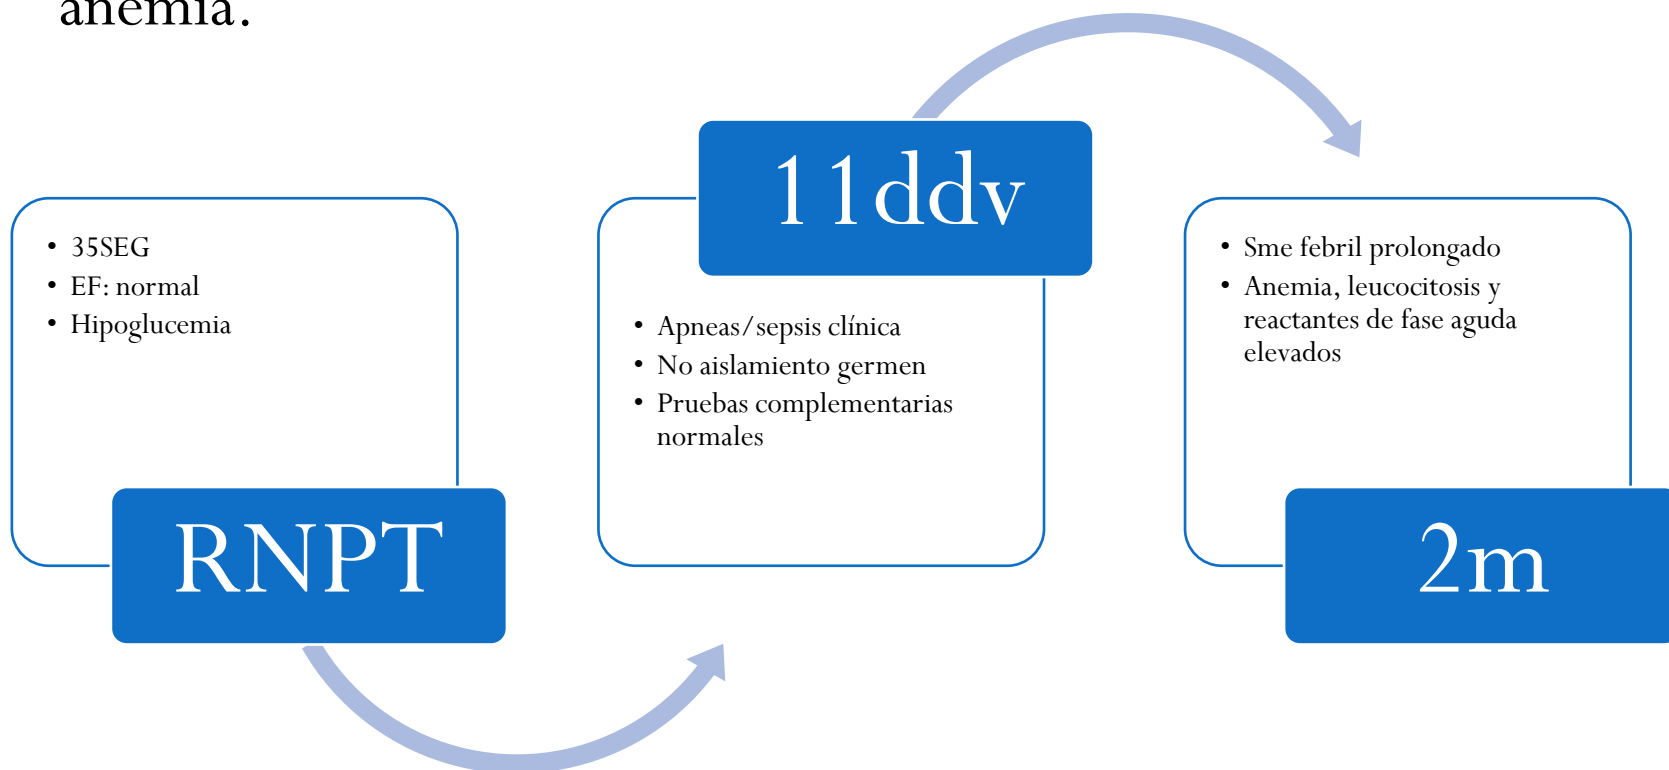 anemia.
• 35SEG
• EF: normal
• Hipoglucemia
RNPT
11ddv
• Apneas/sepsis clínica
• No aislamiento germen
• Pruebas complementarias
normales
• Sme febril prolongado
• Anemia, leucocitosis y
reactantes de fase aguda
elevados
2m